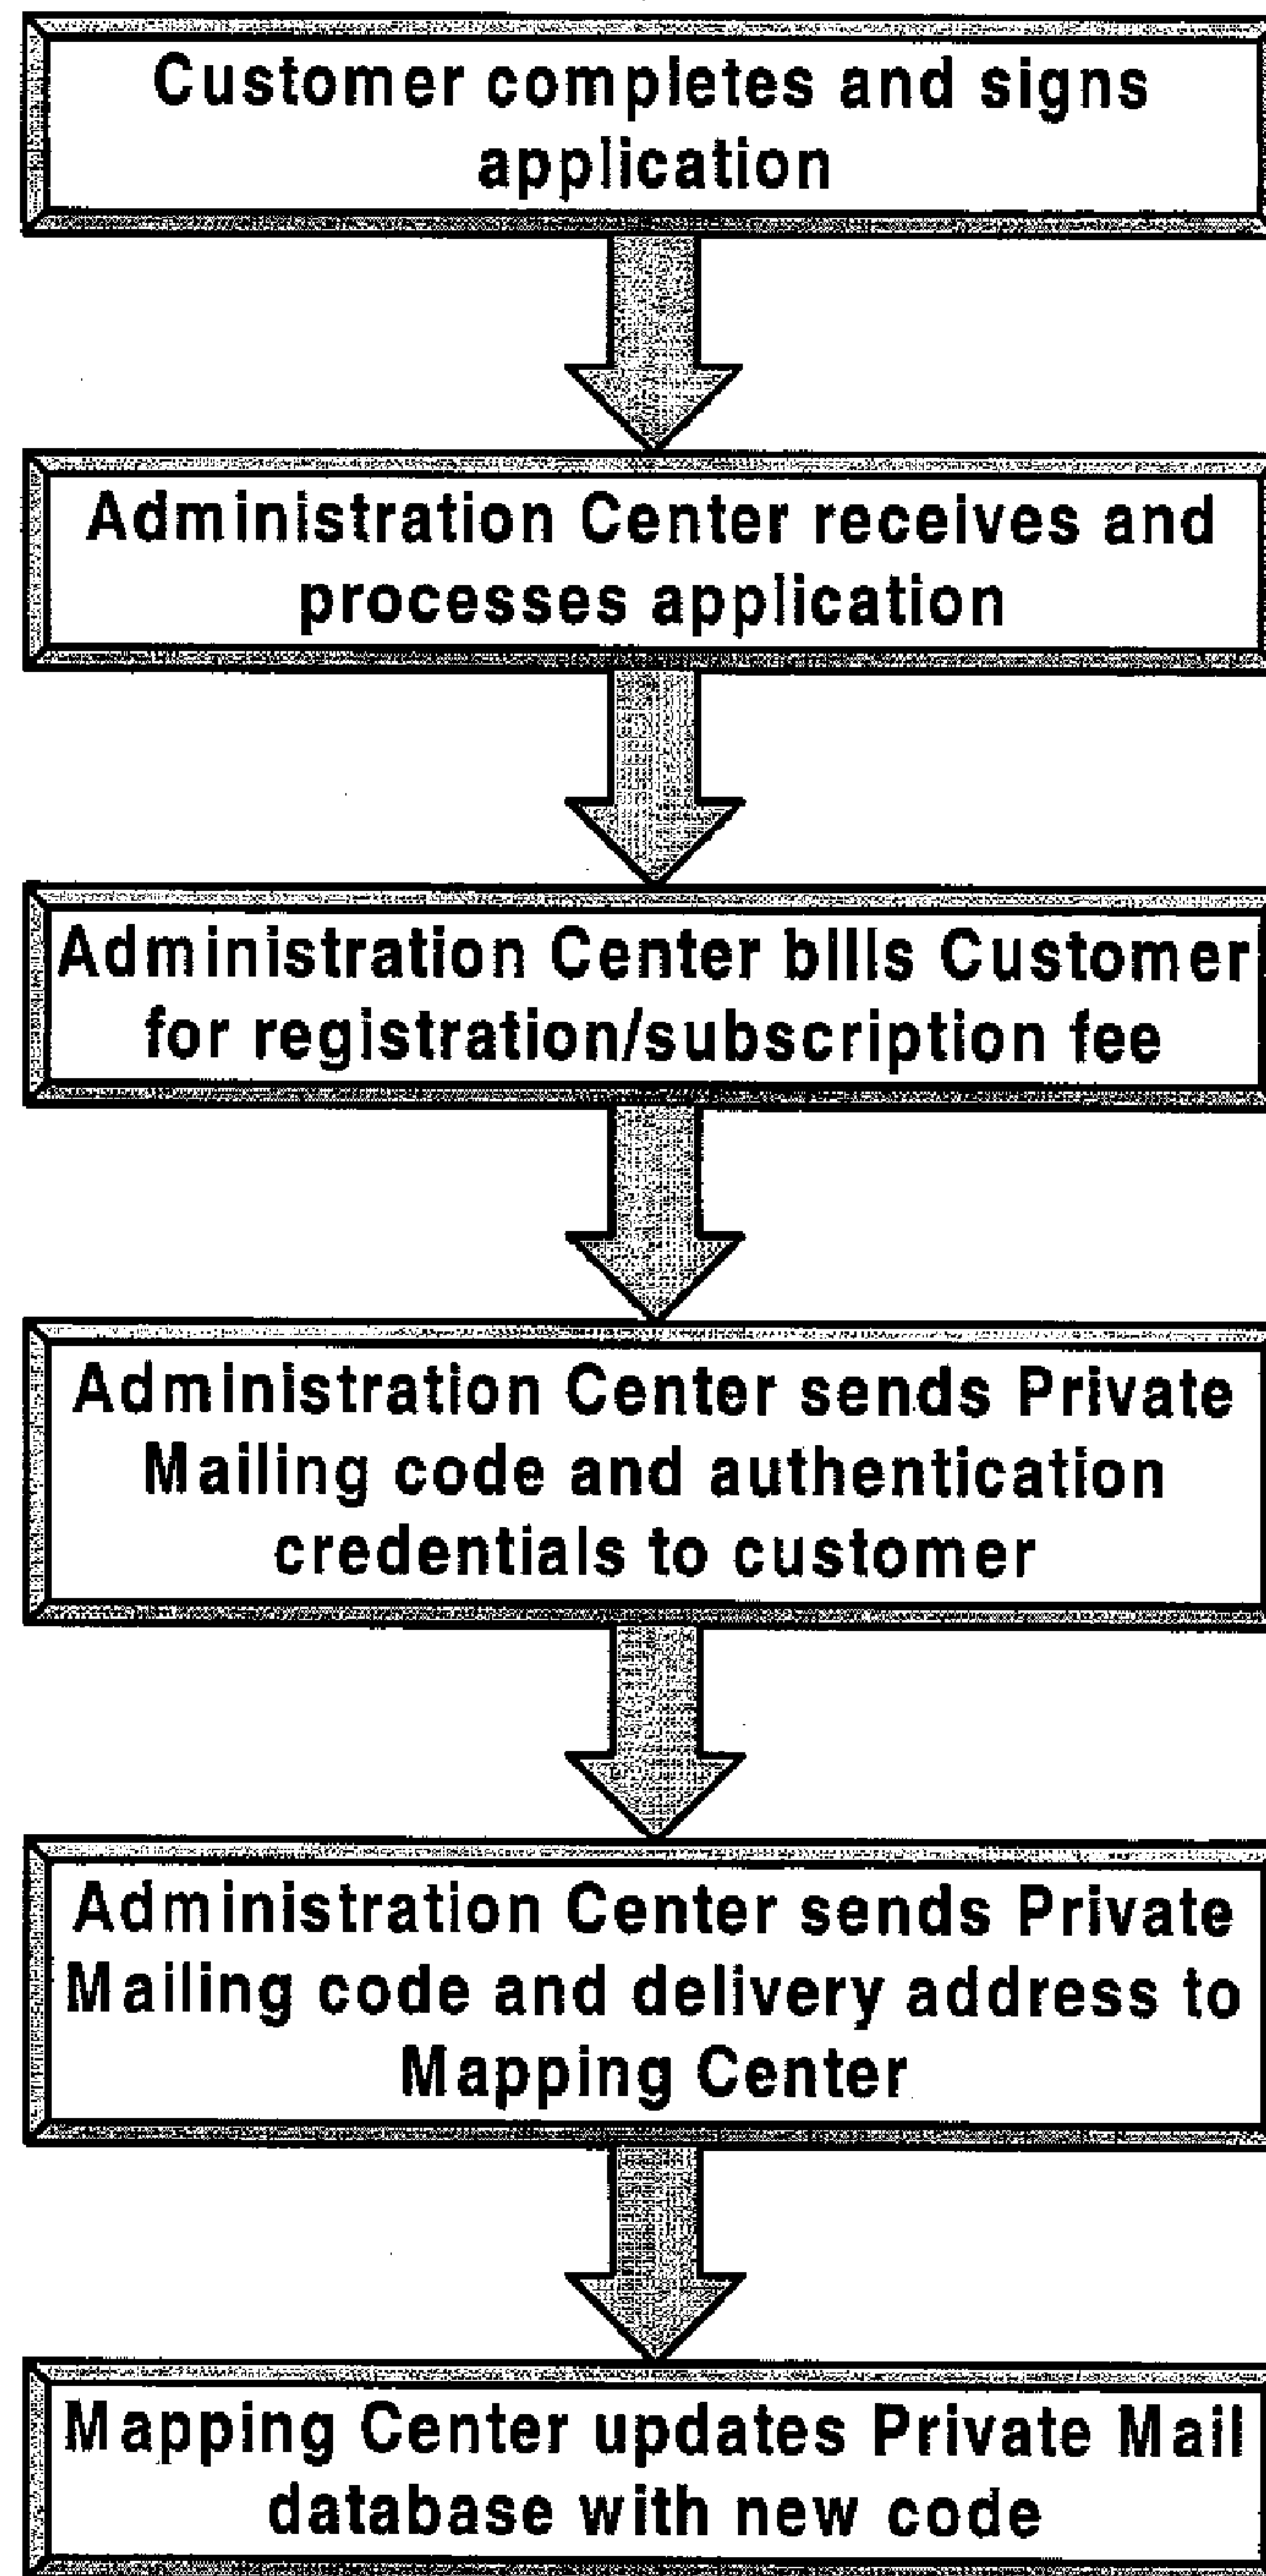 Customer completes and signs
application
Administration Center receives and
processes application
Administration Center bills Customer
for registration/subscription fee
Administration Center sends Private
Mailing code and authentication
credentials to customer
Administration Center sends Private
Mailing code and delivery address to
Mapping Center
Mapping Center updates Private Mail
database with new code